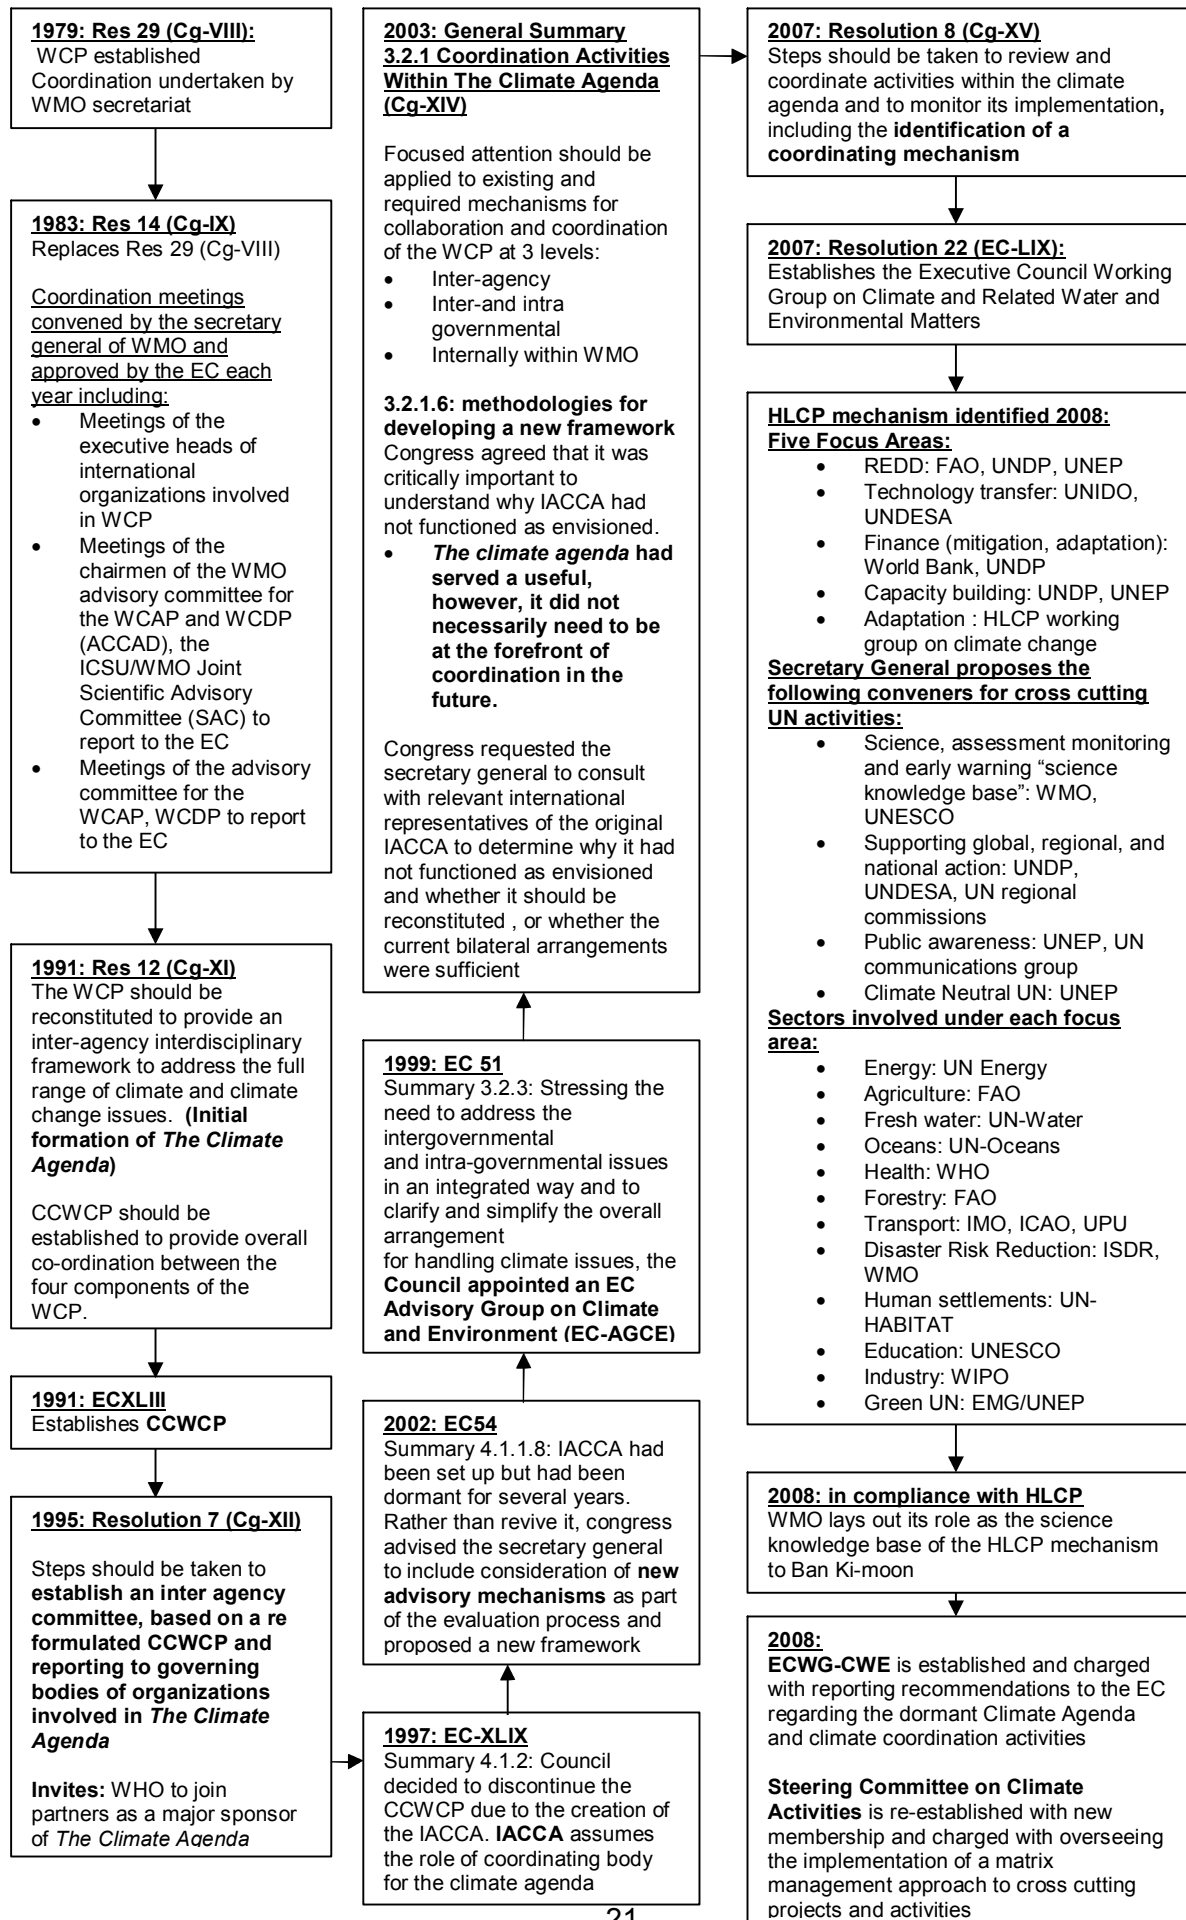 1979: Res 29 (Cg-VIII):
WCP established
Coordination undertaken by
WMO secretariat
1983: Res 14 (Cg-IX)
Replaces Res 29 (Cg-VIII)
Coordination meetings
convened by the secretary
general of WMO and
approved by the EC each
year including:
• Meetings of the
executive heads of
international
organizations involved
in WCP
• Meetings of the
chairmen of the WMO
advisory committee for
the WCAP and WCDP
(ACCAD), the
ICSU/WMO Joint
Scientific Advisory
Committee (SAC) to
report to the EC
• Meetings of the advisory
committee for the
WCAP, WCDP to report
to the EC
1991: Res 12 (Cg-XI)
The WCP should be
reconstituted to provide an
inter-agency interdisciplinary
framework to address the full
range of climate and climate
change issues. (Initial
formation of The Climate
Agenda)
CCWCP should be
established to provide overall
co-ordination between the
four components of the
WCP.
1991: ECXLIII
Establishes CCWCP
1995: Resolution 7 (Cg-XII)
Steps should be taken to
establish an inter agency
committee, based on a re
formulated CCWCP and
reporting to governing
bodies of organizations
involved in The Climate
Agenda
Invites: WHO to join
partners as a major sponsor
of The Climate Agenda
2003: General Summary
3.2.1 Coordination Activities
Within The Climate Agenda
(Cg-XIV)
Focused attention should be
applied to existing and
required mechanisms for
collaboration and coordination
of the WCP at 3 levels:
• Inter-agency
• Inter-and intra
governmental
• Internally within WMO
3.2.1.6: methodologies for
developing a new framework
Congress agreed that it was
critically important to
understand why IACCA had
not functioned as envisioned.
• The climate agenda had
served a useful,
however, it did not
necessarily need to be
at the forefront of
coordination in the
future.
Congress requested the
secretary general to consult
with relevant international
representatives of the original
IACCA to determine why it had
not functioned as envisioned
and whether it should be
reconstituted , or whether the
current bilateral arrangements
were sufficient
1999: EC 51
Summary 3.2.3: Stressing the
need to address the
intergovernmental
and intra-governmental issues
in an integrated way and to
clarify and simplify the overall
arrangement
for handling climate issues, the
Council appointed an EC
Advisory Group on Climate
and Environment (EC-AGCE)
2002: EC54
Summary 4.1.1.8: IACCA had
been set up but had been
dormant for several years.
Rather than revive it, congress
advised the secretary general
to include consideration of new
advisory mechanisms as part
of the evaluation process and
proposed a new framework
1997: EC-XLIX
Summary 4.1.2: Council
decided to discontinue the
CCWCP due to the creation of
the IACCA. IACCA assumes
the role of coordinating body
for the climate agenda
2007: Resolution 8 (Cg-XV)
Steps should be taken to review and
coordinate activities within the climate
agenda and to monitor its implementation,
including the identification of a
coordinating mechanism
2007: Resolution 22 (EC-LIX):
Establishes the Executive Council Working
Group on Climate and Related Water and
Environmental Matters
HLCP mechanism identified 2008:
Five Focus Areas:
• REDD: FAO, UNDP, UNEP
• Technology transfer: UNIDO,
UNDESA
• Finance (mitigation, adaptation):
World Bank, UNDP
• Capacity building: UNDP, UNEP
• Adaptation : HLCP working
group on climate change
Secretary General proposes the
following conveners for cross cutting
UN activities:
• Science, assessment monitoring
and early warning “science
knowledge base”: WMO,
UNESCO
• Supporting global, regional, and
national action: UNDP,
UNDESA, UN regional
commissions
• Public awareness: UNEP, UN
communications group
• Climate Neutral UN: UNEP
Sectors involved under each focus
area:
• Energy: UN Energy
• Agriculture: FAO
• Fresh water: UN-Water
• Oceans: UN-Oceans
• Health: WHO
• Forestry: FAO
• Transport: IMO, ICAO, UPU
• Disaster Risk Reduction: ISDR,
WMO
• Human settlements: UN-
HABITAT
• Education: UNESCO
• Industry: WIPO
• Green UN: EMG/UNEP
2008: in compliance with HLCP
WMO lays out its role as the science
knowledge base of the HLCP mechanism
to Ban Ki-moon
2008:
ECWG-CWE is established and charged
with reporting recommendations to the EC
regarding the dormant Climate Agenda
and climate coordination activities
Steering Committee on Climate
Activities is re-established with new
membership and charged with overseeing
the implementation of a matrix
management approach to cross cutting
projects and activities
21